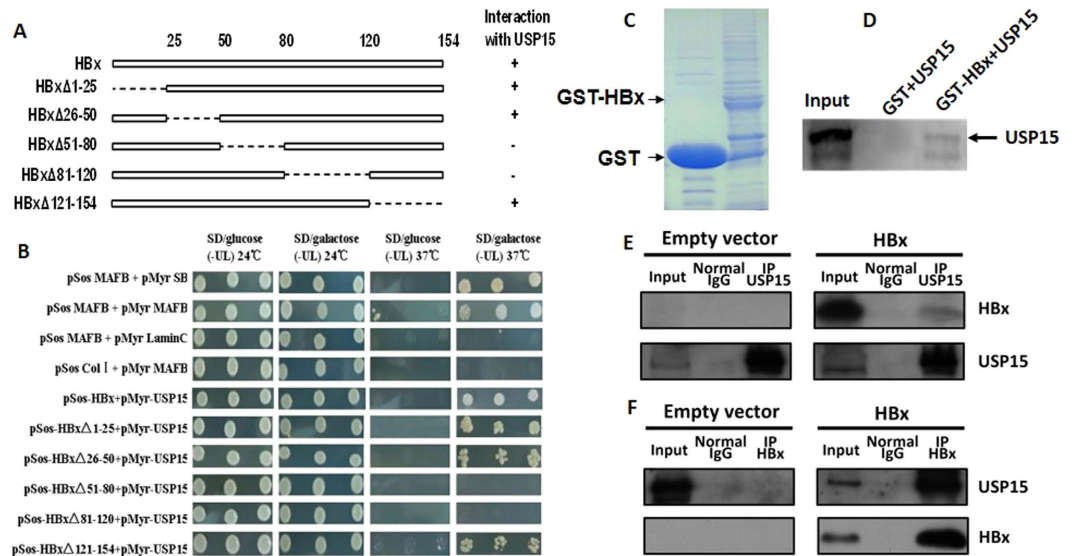 A
Interaction
with USP15
25 50 80 120 154
HBx +
HBxΔ1-25 +
HBxΔ26-50 +
HBxΔ51-80 -
HBxΔ81-120 -
HBxΔ121-154 +
B
SD/glucose SD/galactose SD/glucose SD/galactose
(-UL) 24℃ (-UL) 24℃ (-UL) 37℃ (-UL) 37℃
pSos MAFB + pMyr SB
pSos MAFB + pMyr MAFB
pSos MAFB + pMyr LaminC
pSos Col Ⅰ + pMyr MAFB
pSos-HBx+pMyr-USP15
pSos-HBx△1-25+pMyr-USP15
pSos-HBx△26-50+pMyr-USP15
pSos-HBx△51-80+pMyr-USP15
pSos-HBx△81-120+pMyr-USP15
pSos-HBx△121-154+pMyr-USP15
C
GST-HBx
GST
D
Input GST+USP15 GST-HBx+USP15
USP15
E
Empty vector HBx
Input Normal IgG IP USP15 Input Normal IgG IP USP15
HBx
USP15
F
Empty vector HBx
Input Normal IgG IP HBx Input Normal IgG IP HBx
USP15
HBx